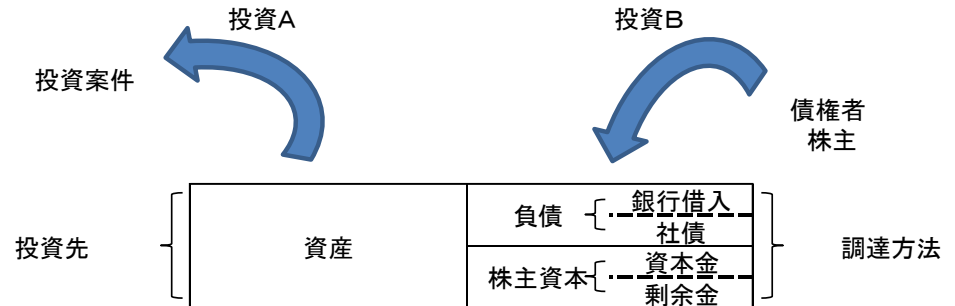 投資A
投資B
投資案件
債権者
株主
投資先
資産
負債
銀行借入
社債
株主資本
資本金
剰余金
調達方法